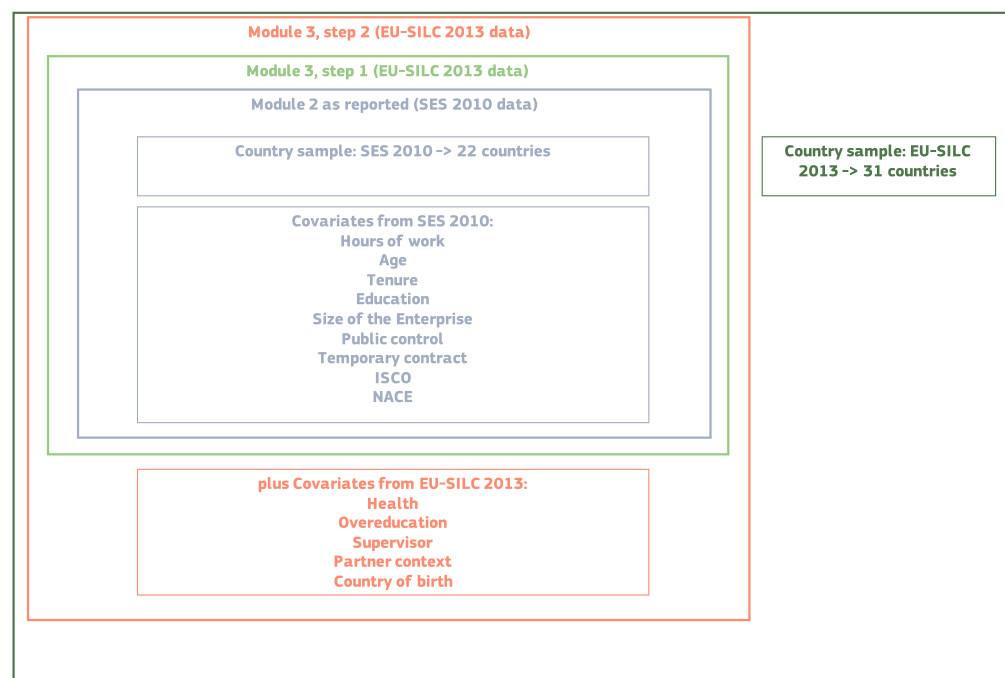 Module 3, step 2 (EU-SILC 2013 data)
Module 3, step 1 (EU-SILC 2013 data)
Module 2 as reported (SES 2010 data)
Country sample: SES 2010 -> 22 countries
Country sample: EU-SILC
2013 -> 31 countries
Covariates from SES 2010:
Hours of work
Age
Tenure
Education
Size of the Enterprise
Public control
Temporary contract
ISCO
NACE
plus Covariates from EU-SILC 2013:
Health
Overeducation
Supervisor
Partner context
Country of birth